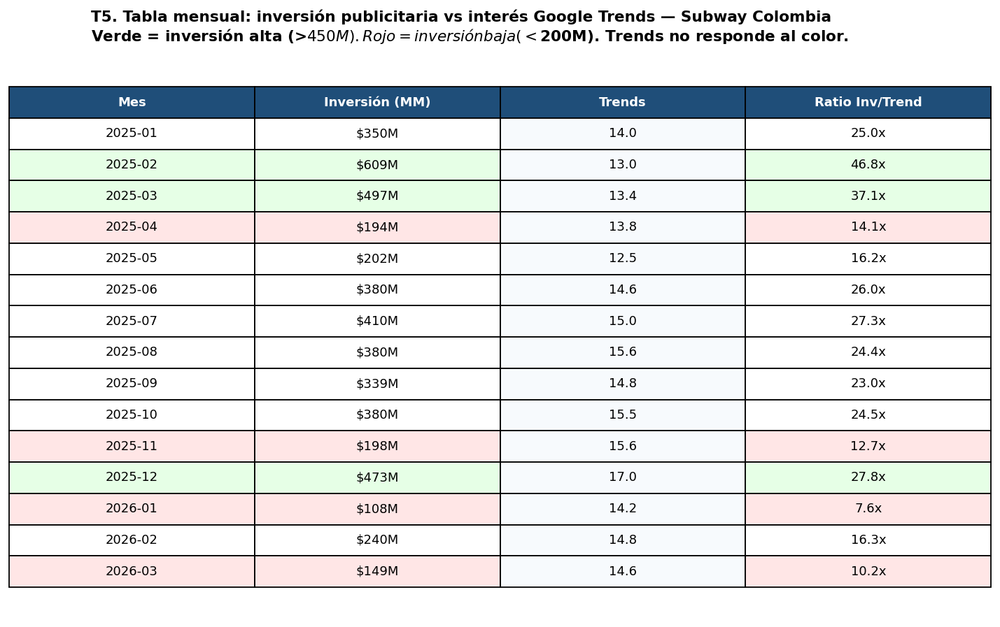 T5. Tabla mensual: inversión publicitaria vs interés Google Trends — Subway Colombia
Verde = inversión alta (>450M).Rojo=inversiónbaja(<200M). Trends no responde al color.
Mes Inversión (MM) Trends Ratio Inv/Trend
2025-01 $350M 14.0 25.0x
2025-02 $609M 13.0 46.8x
2025-03 $497M 13.4 37.1x
2025-04 $194M 13.8 14.1x
2025-05 $202M 12.5 16.2x
2025-06 $380M 14.6 26.0x
2025-07 $410M 15.0 27.3x
2025-08 $380M 15.6 24.4x
2025-09 $339M 14.8 23.0x
2025-10 $380M 15.5 24.5x
2025-11 $198M 15.6 12.7x
2025-12 $473M 17.0 27.8x
2026-01 $108M 14.2 7.6x
2026-02 $240M 14.8 16.3x
2026-03 $149M 14.6 10.2x